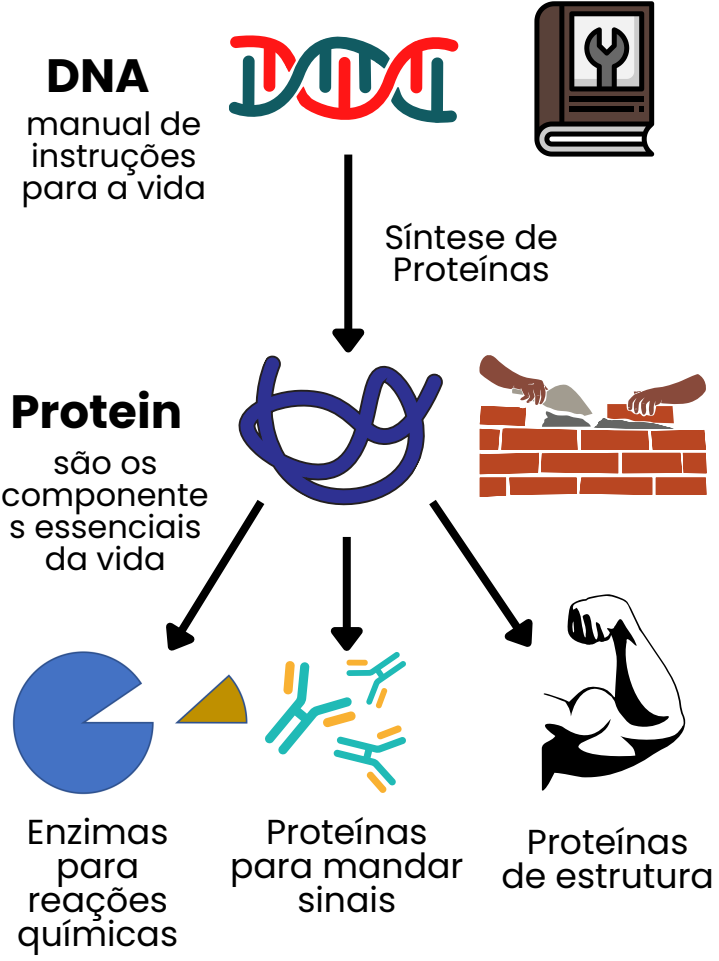 DNA
manual de
instruções
para a vida
Síntese de
Proteínas
Protein
são os
componente
s essenciais
da vida
Enzimas
para
reações
químicas
Proteínas
para mandar
sinais
Proteínas
de estrutura